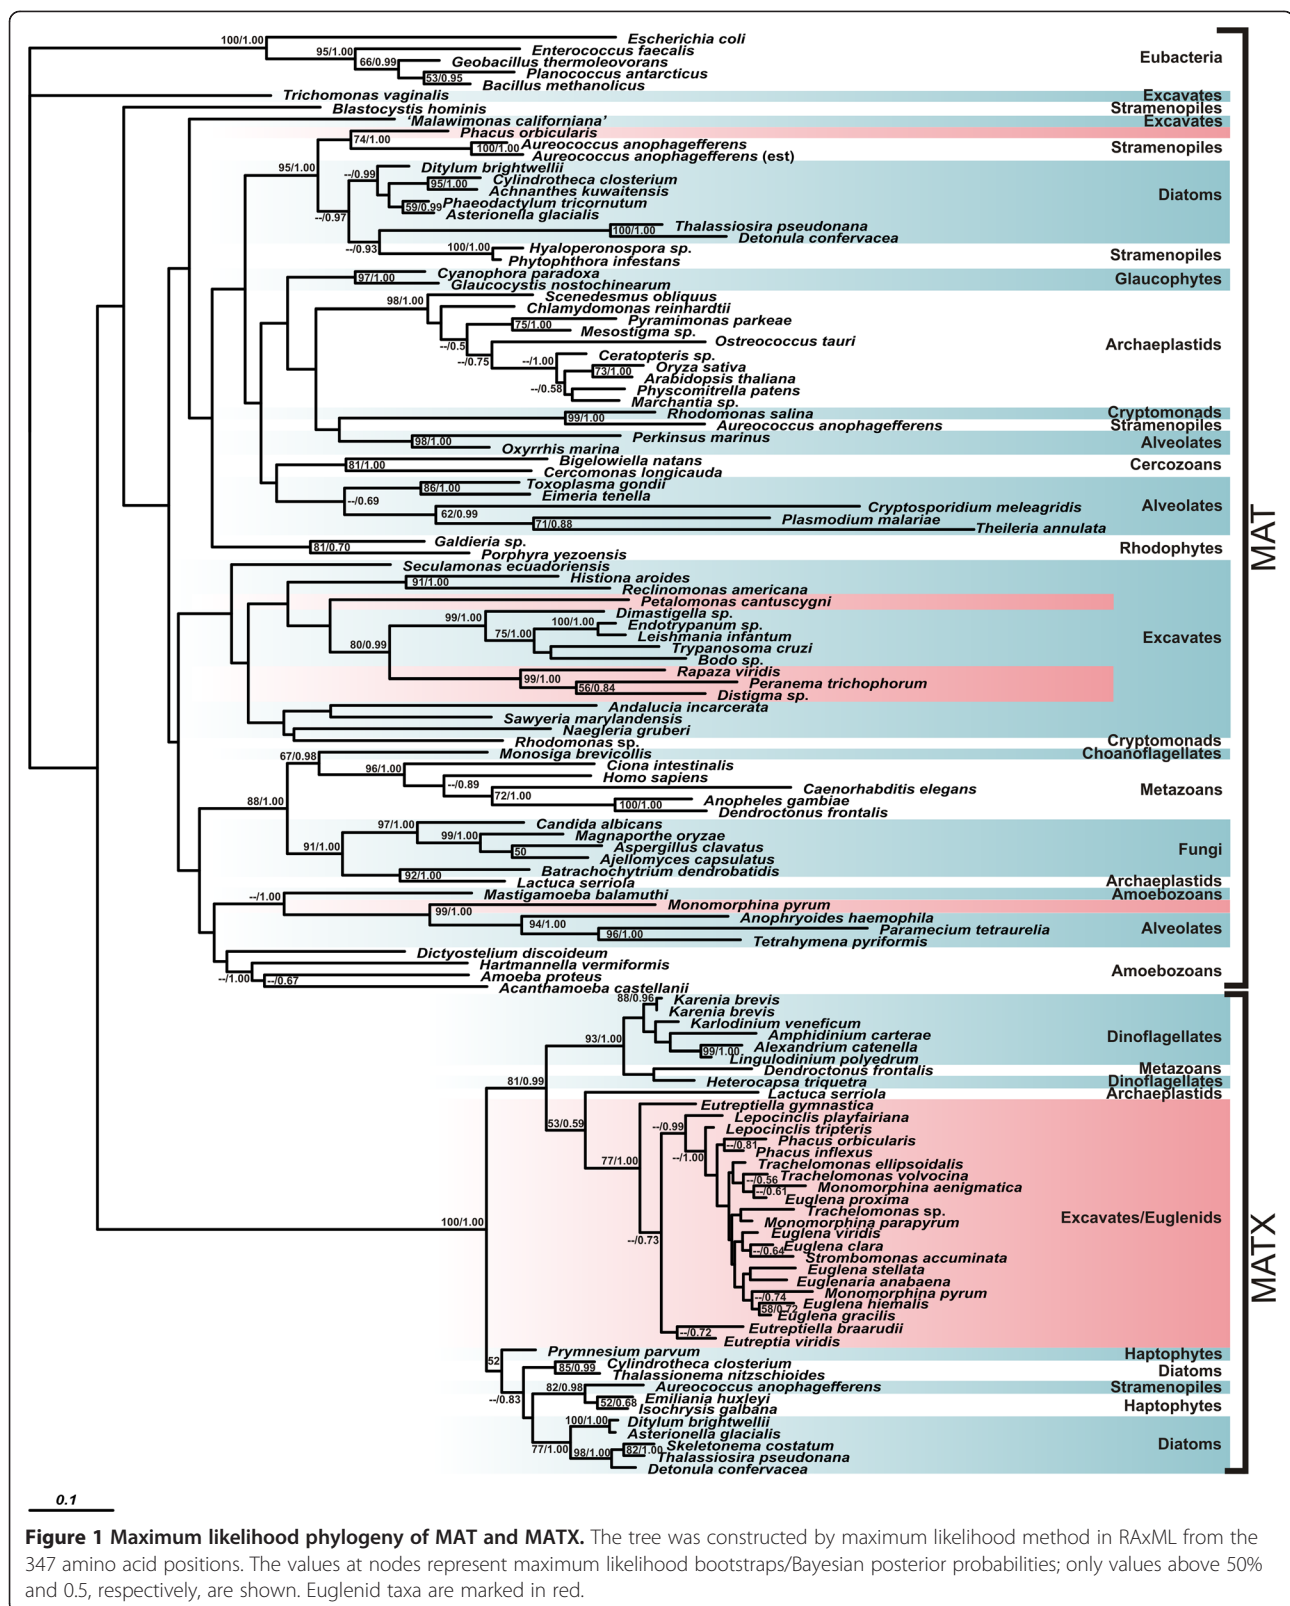 100/1.00 Escherichia coli
95/1.00 Enterococcus faecalis Eubacteria
66/0.99 Geobacillus thermoleovorans
53/0.95 Planococcus antarcticus
Bacillus methanolicus
Trichomonas vaginalis Excavates
Blastocystis hominis Stramenopiles
‘Malawimonas californiana’ Excavates
Phacus orbicularis
74/1.00 Aureococcus anophagefferens Stramenopiles
100/1.00
Aureococcus anophagefferens (est)
95/1.00 Ditylum brightwellii
--/0.99 Cylindrotheca closterium
95/1.00 Diatoms
Achnanthes kuwaitensis
Phaeodactylum tricornutum
59/0.99
Asterionella glacialis
--/0.97 Thalassiosira pseudonana
100/1.00
Detonula confervacea
--/0.93 100/1.00 Hyaloperonospora sp. Stramenopiles
Phytophthora infestans
Cyanophora paradoxa Glaucophytes
97/1.00
Glaucocystis nostochinearum
98/1.00 Scenedesmus obliquus
Chlamydomonas reinhardtii
Pyramimonas parkeae
75/1.00
Mesostigma sp.
--/0.5 Ostreococcus tauri Archaeplastids
--/0.75 --/1.00 Ceratopteris sp.
Oryza sativa
73/1.00
Arabidopsis thaliana
--/0.58 Physcomitrella patens
Marchantia sp.
Rhodomonas salina Cryptomonads
99/1.00
Aureococcus anophagefferens Stramenopiles
Perkinsus marinus Alveolates
98/1.00
Oxyrrhis marina
Bigelowiella natans Cercozoans
81/1.00
Cercomonas longicauda
Toxoplasma gondii
86/1.00
Eimeria tenella
--/0.69 Alveolates
Cryptosporidium meleagridis
62/0.99 Plasmodium malariae
71/0.88 Theileria annulata
Galdieria sp. Rhodophytes
81/0.70
Porphyra yezoensis
MAT
Seculamonas ecuadoriensis
Histiona aroides
91/1.00
Reclinomonas americana
Petalomonas cantuscygni
99/1.00 Dimastigella sp.
100/1.00 Endotrypanum sp.
75/1.00 Leishmania infantum Excavates
80/0.99 Trypanosoma cruzi
Bodo sp.
Rapaza viridis
99/1.00 Peranema trichophorum
56/0.84
Distigma sp.
Andalucia incarcerata
Sawyeria marylandensis
Naegleria gruberi
Rhodomonas sp. Cryptomonads
67/0.98 Monosiga brevicollis Choanoflagellates
96/1.00 Ciona intestinalis
Homo sapiens
--/0.89 Caenorhabditis elegans Metazoans
72/1.00 Anopheles gambiae
88/1.00 100/1.00
Dendroctonus frontalis
97/1.00 Candida albicans
99/1.00 Magnaporthe oryzae
Aspergillus clavatus
91/1.00 50 Fungi
Ajellomyces capsulatus
Batrachochytrium dendrobatidis
92/1.00
Lactuca serriola Archaeplastids
--/1.00 Mastigamoeba balamuthi Amoebozoans
Monomorphina pyrum
99/1.00 Anophryoides haemophila
94/1.00 Paramecium tetraurelia Alveolates
96/1.00
Tetrahymena pyriformis
Dictyostelium discoideum
Hartmannella vermiformis
--/1.00 --/0.67 Amoeba proteus Amoebozoans
Acanthamoeba castellanii
88/0.96 Karenia brevis
Karenia brevis
Karlodinium veneficum
93/1.00 Amphidinium carterae Dinoflagellates
Alexandrium catenella
99/1.00
Lingulodinium polyedrum
Dendroctonus frontalis Metazoans
81/0.99 Heterocapsa triquetra Dinoflagellates
Lactuca serriola Archaeplastids
Eutreptiella gymnastica
53/0.59 Lepocinclis playfairiana
--/0.99 Lepocinclis tripteris
Phacus orbicularis
--/0.81
Phacus inflexus
77/1.00 --/1.00 Trachelomonas ellipsoidalis
Trachelomonas volvocina
--/0.56
Monomorphina aenigmatica
--/0.61
Euglena proxima
Trachelomonas sp.
100/1.00 Monomorphina parapyrum Excavates/Euglenids
Euglena viridis
--/0.73 Euglena clara
--/0.64
Strombomonas accuminata
Euglena stellata
Euglenaria anabaena
Monomorphina pyrum
--/0.74
Euglena hiemalis
58/0.72
Euglena gracilis
Eutreptiella braarudii
--/0.72
Eutreptia viridis
MATX
52 Prymnesium parvum Haptophytes
Cylindrotheca closterium
85/0.99 Diatoms
Thalassionema nitzschioides
--/0.83 82/0.98 Aureococcus anophagefferens Stramenopiles
Emiliania huxleyi
52/0.68 Haptophytes
Isochrysis galbana
100/1.00 Ditylum brightwellii
Asterionella glacialis
77/1.00 98/1.00 Skeletonema costatum Diatoms
82/1.00
Thalassiosira pseudonana
Detonula confervacea
0.1
Figure 1 Maximum likelihood phylogeny of MAT and MATX. The tree was constructed by maximum likelihood method in RAxML from the
347 amino acid positions. The values at nodes represent maximum likelihood bootstraps/Bayesian posterior probabilities; only values above 50%
and 0.5, respectively, are shown. Euglenid taxa are marked in red.